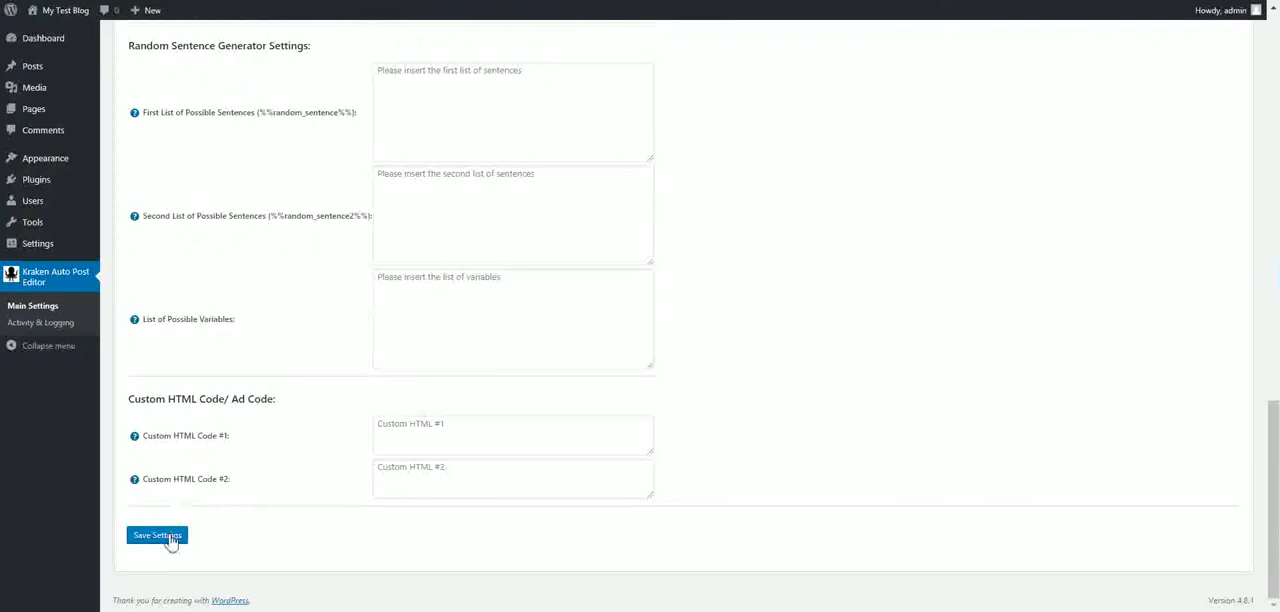 My Test Blog
0
New
Howdy, admin
Dashboard
Posts
Media
Pages
Comments
Appearance
Plugins
Users
Tools
Settings
Kraken Auto Post
Editor
Main Settings
Activity & Logging
Collapse menu
Random Sentence Generator Settings:
First List of Possible Sentences (%%random_sentence%%):
Please insert the first list of sentences
Second List of Possible Sentences (%%random_sentence2%%):
Please insert the second list of sentences
List of Possible Variables:
Please insert the list of variables
Custom HTML Code/ Ad Code:
Custom HTML Code #1:
Custom HTML #1
Custom HTML Code #2:
Custom HTML #2
Save Settings
Thank you for creating with WordPress.
Version 4.8.1